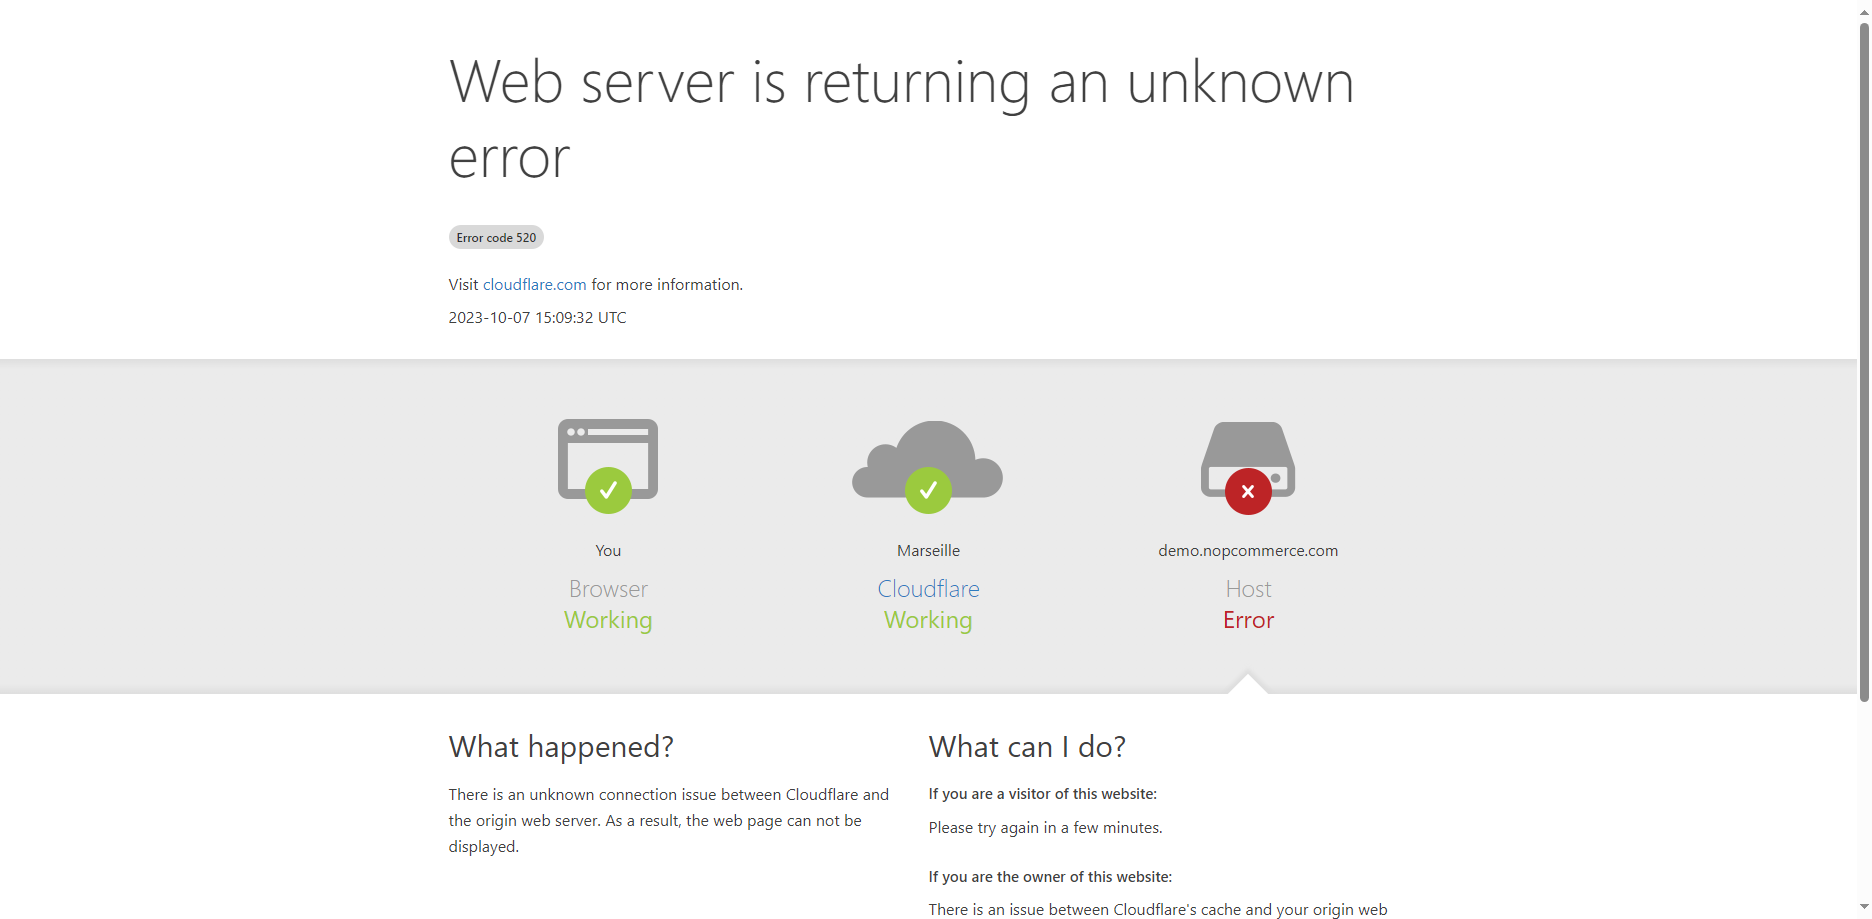 Web server is returning an unknown
error
Error code 520
Visit cloudflare.com for more information.
2023-10-07 15:09:32 UTC
You
Browser
Working
Marseille
Cloudflare
Working
demo.nopcommerce.com
Host
Error
What happened?
There is an unknown connection issue between Cloudflare and
the origin web server. As a result, the web page can not be
displayed.
What can I do?
If you are a visitor of this website:
Please try again in a few minutes.
If you are the owner of this website:
There is an issue between Cloudflare's cache and your origin web